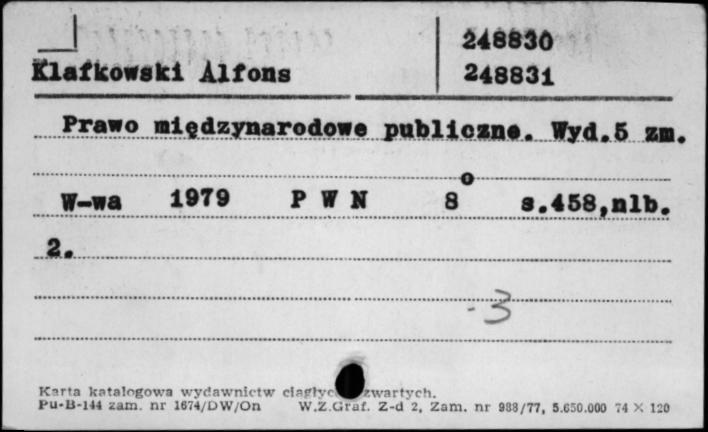 248830
Klafkowski Alfons 248831
Prawo międzynarodowe publiczne. Wyd.5 zm.
W-wa 1979 P W N 8° s.458,nlb.
2.
-3
Karta katalogowa wydawnictw zwartych.
Pu-B-144 zam. nr 1674/DW/On W.Z.Graf. Z-d 2, Zam. nr 988/77, 5.650.000 74 × 120